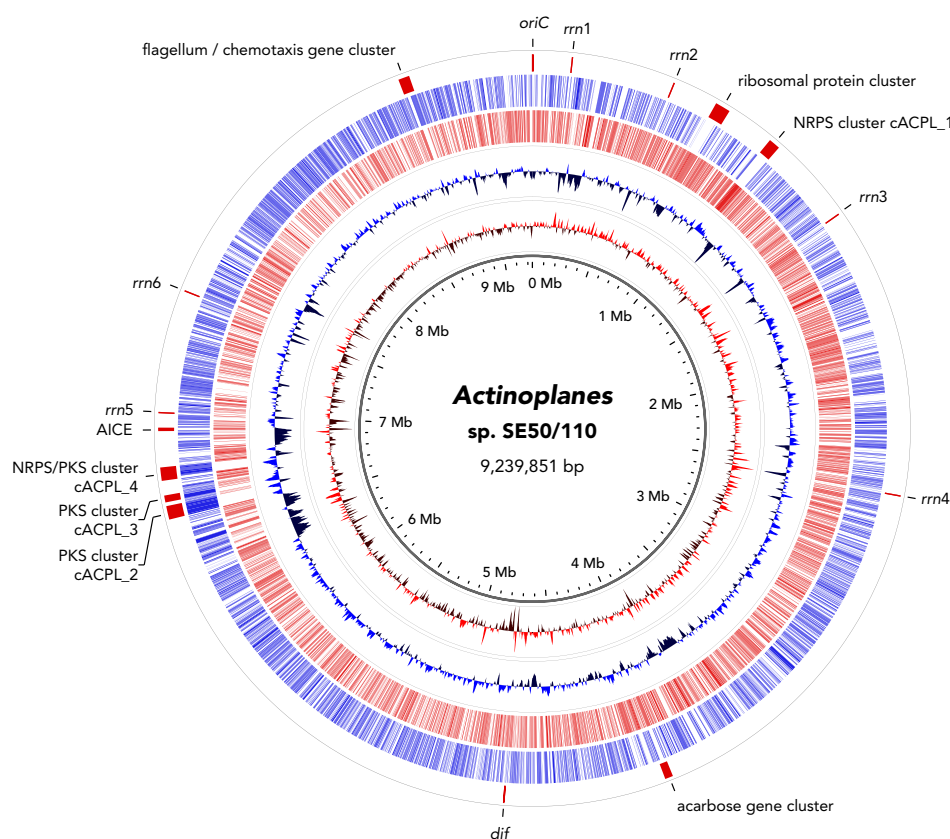 oriC
rrn1
flagellum / chemotaxis gene cluster
rrn2
ribosomal protein cluster
NRPS cluster cACPL_1
rrn3
rrn6
9 Mb
0 Mb
1 Mb
8 Mb
2 Mb
7 Mb
Actinoplanes
sp. SE50/110
9,239,851 bp
rrn5
AICE
NRPS/PKS cluster
cACPL_4
PKS cluster
cACPL_3
PKS cluster
cACPL_2
rrn4
3 Mb
6 Mb
4 Mb
5 Mb
acarbose gene cluster
dif